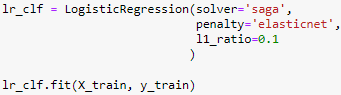 lr_clf = LogisticRegression(solver='saga',
                            penalty='elasticnet',
                            l1_ratio=0.1
                           )
lr_clf.fit(X_train, y_train)